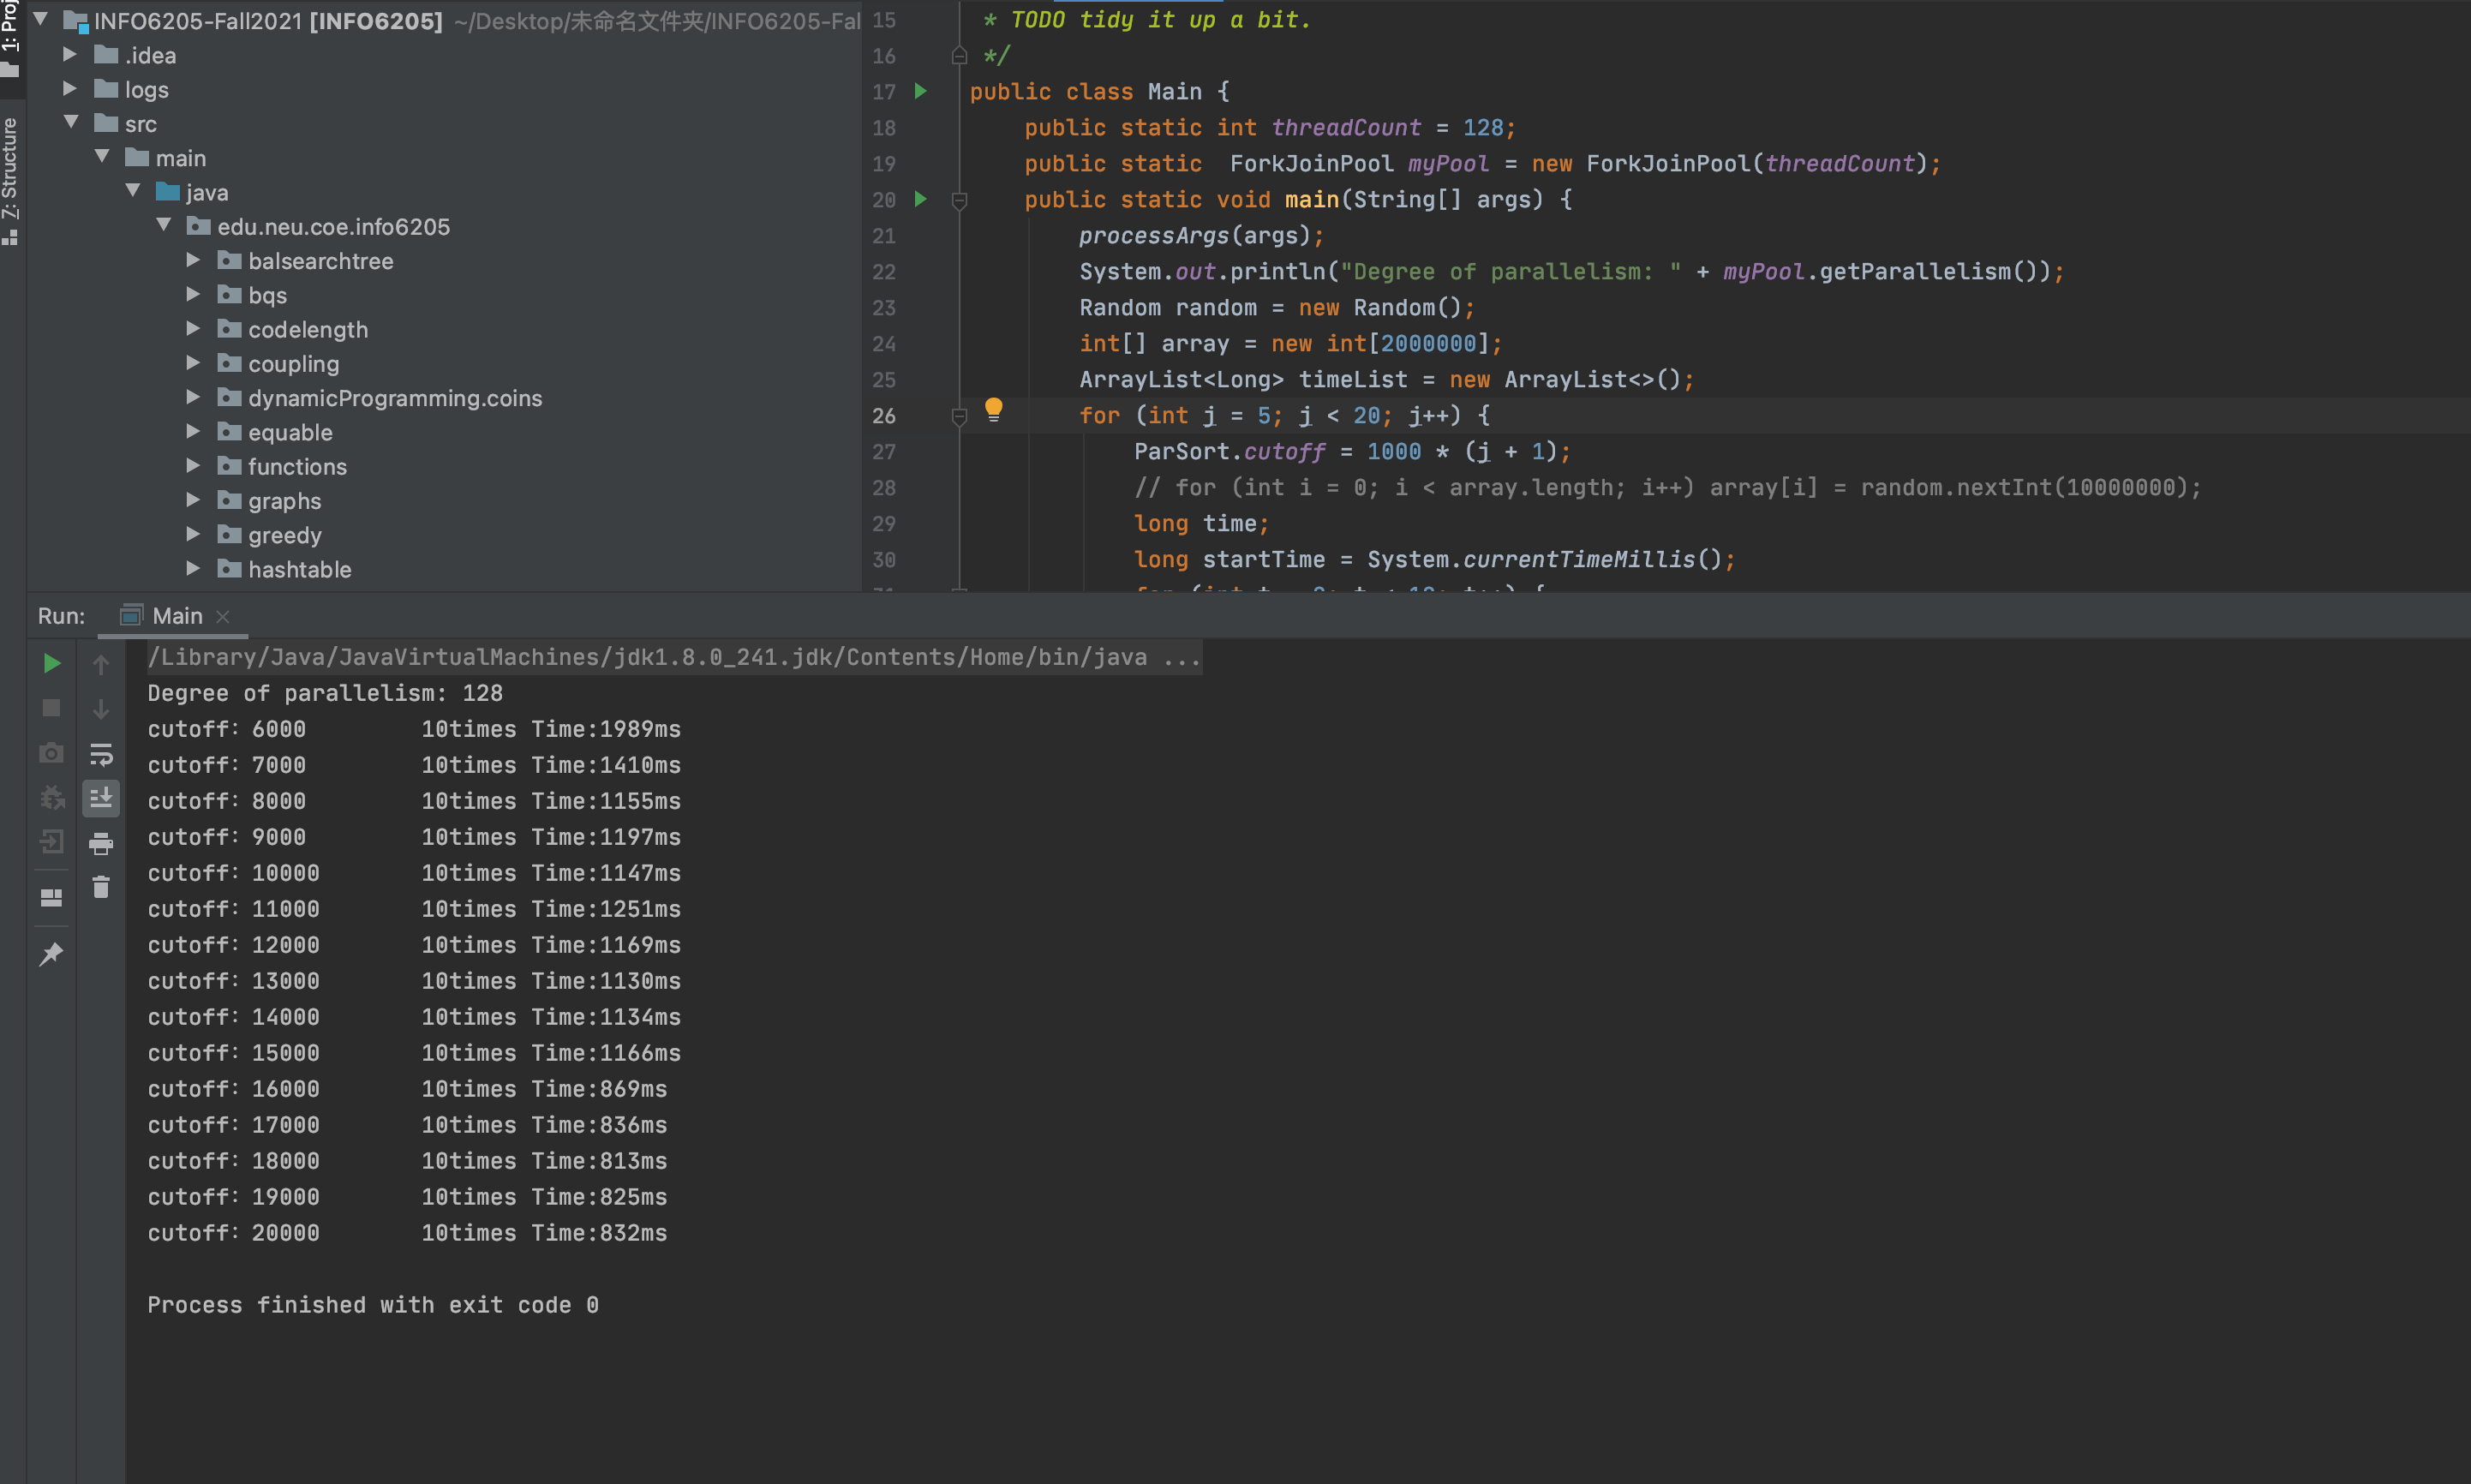 1: Proj
7: Structure
INFO6205-Fall2021 [INFO6205] ~/Desktop/未命名文件夹/INFO6205-Fal
.idea
logs
src
main
java
edu.neu.coe.info6205
balsearchtree
bqs
codelength
coupling
dynamicProgramming.coins
equable
functions
graphs
greedy
hashtable
15 * TODO tidy it up a bit.
16 */
17 public class Main {
18 public static int threadCount = 128;
19 public static  ForkJoinPool myPool = new ForkJoinPool(threadCount);
20 public static void main(String[] args) {
21 processArgs(args);
22 System.out.println("Degree of parallelism: " + myPool.getParallelism());
23 Random random = new Random();
24 int[] array = new int[2000000];
25 ArrayList<Long> timeList = new ArrayList<>();
26 for (int j = 5; j < 20; j++) {
27 ParSort.cutoff = 1000 * (j + 1);
28 // for (int i = 0; i < array.length; i++) array[i] = random.nextInt(10000000);
29 long time;
30 long startTime = System.currentTimeMillis();
Run: Main
/Library/Java/JavaVirtualMachines/jdk1.8.0_241.jdk/Contents/Home/bin/java ...
Degree of parallelism: 128
cutoff：6000 10times Time:1989ms
cutoff：7000 10times Time:1410ms
cutoff：8000 10times Time:1155ms
cutoff：9000 10times Time:1197ms
cutoff：10000 10times Time:1147ms
cutoff：11000 10times Time:1251ms
cutoff：12000 10times Time:1169ms
cutoff：13000 10times Time:1130ms
cutoff：14000 10times Time:1134ms
cutoff：15000 10times Time:1166ms
cutoff：16000 10times Time:869ms
cutoff：17000 10times Time:836ms
cutoff：18000 10times Time:813ms
cutoff：19000 10times Time:825ms
cutoff：20000 10times Time:832ms
Process finished with exit code 0